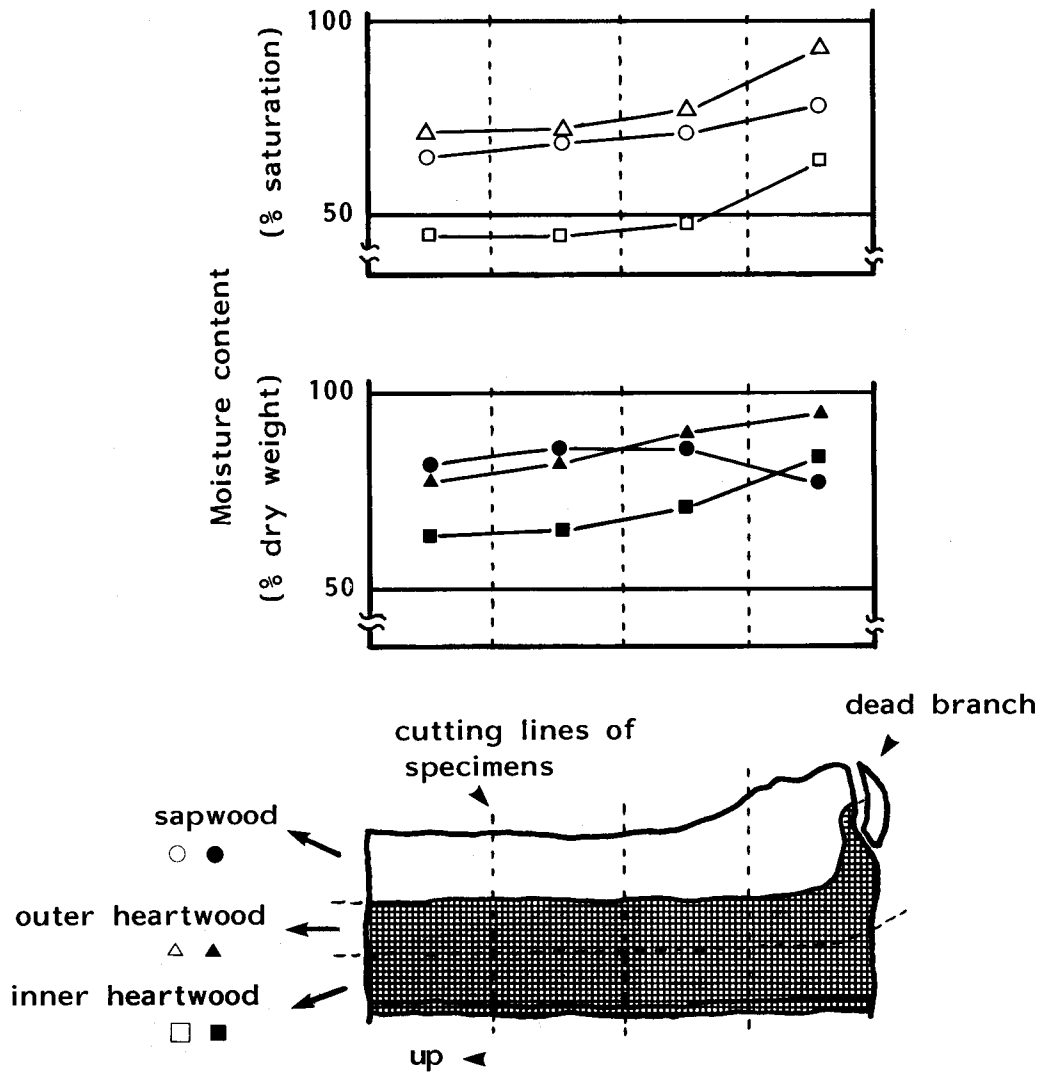 100
50
(% saturation)
Moisture content
100
50
(% dry weight)
dead branch
cutting lines of
specimens
sapwood
outer heartwood
inner heartwood
up